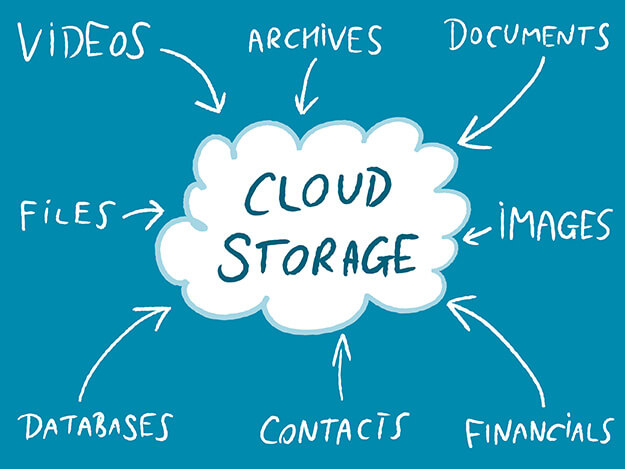 VIDEOS
ARCHIVES
DOCUMENTS
CLOUD
STORAGE
FILES
IMAGES
DATABASES
CONTACTS
FINANCIALS